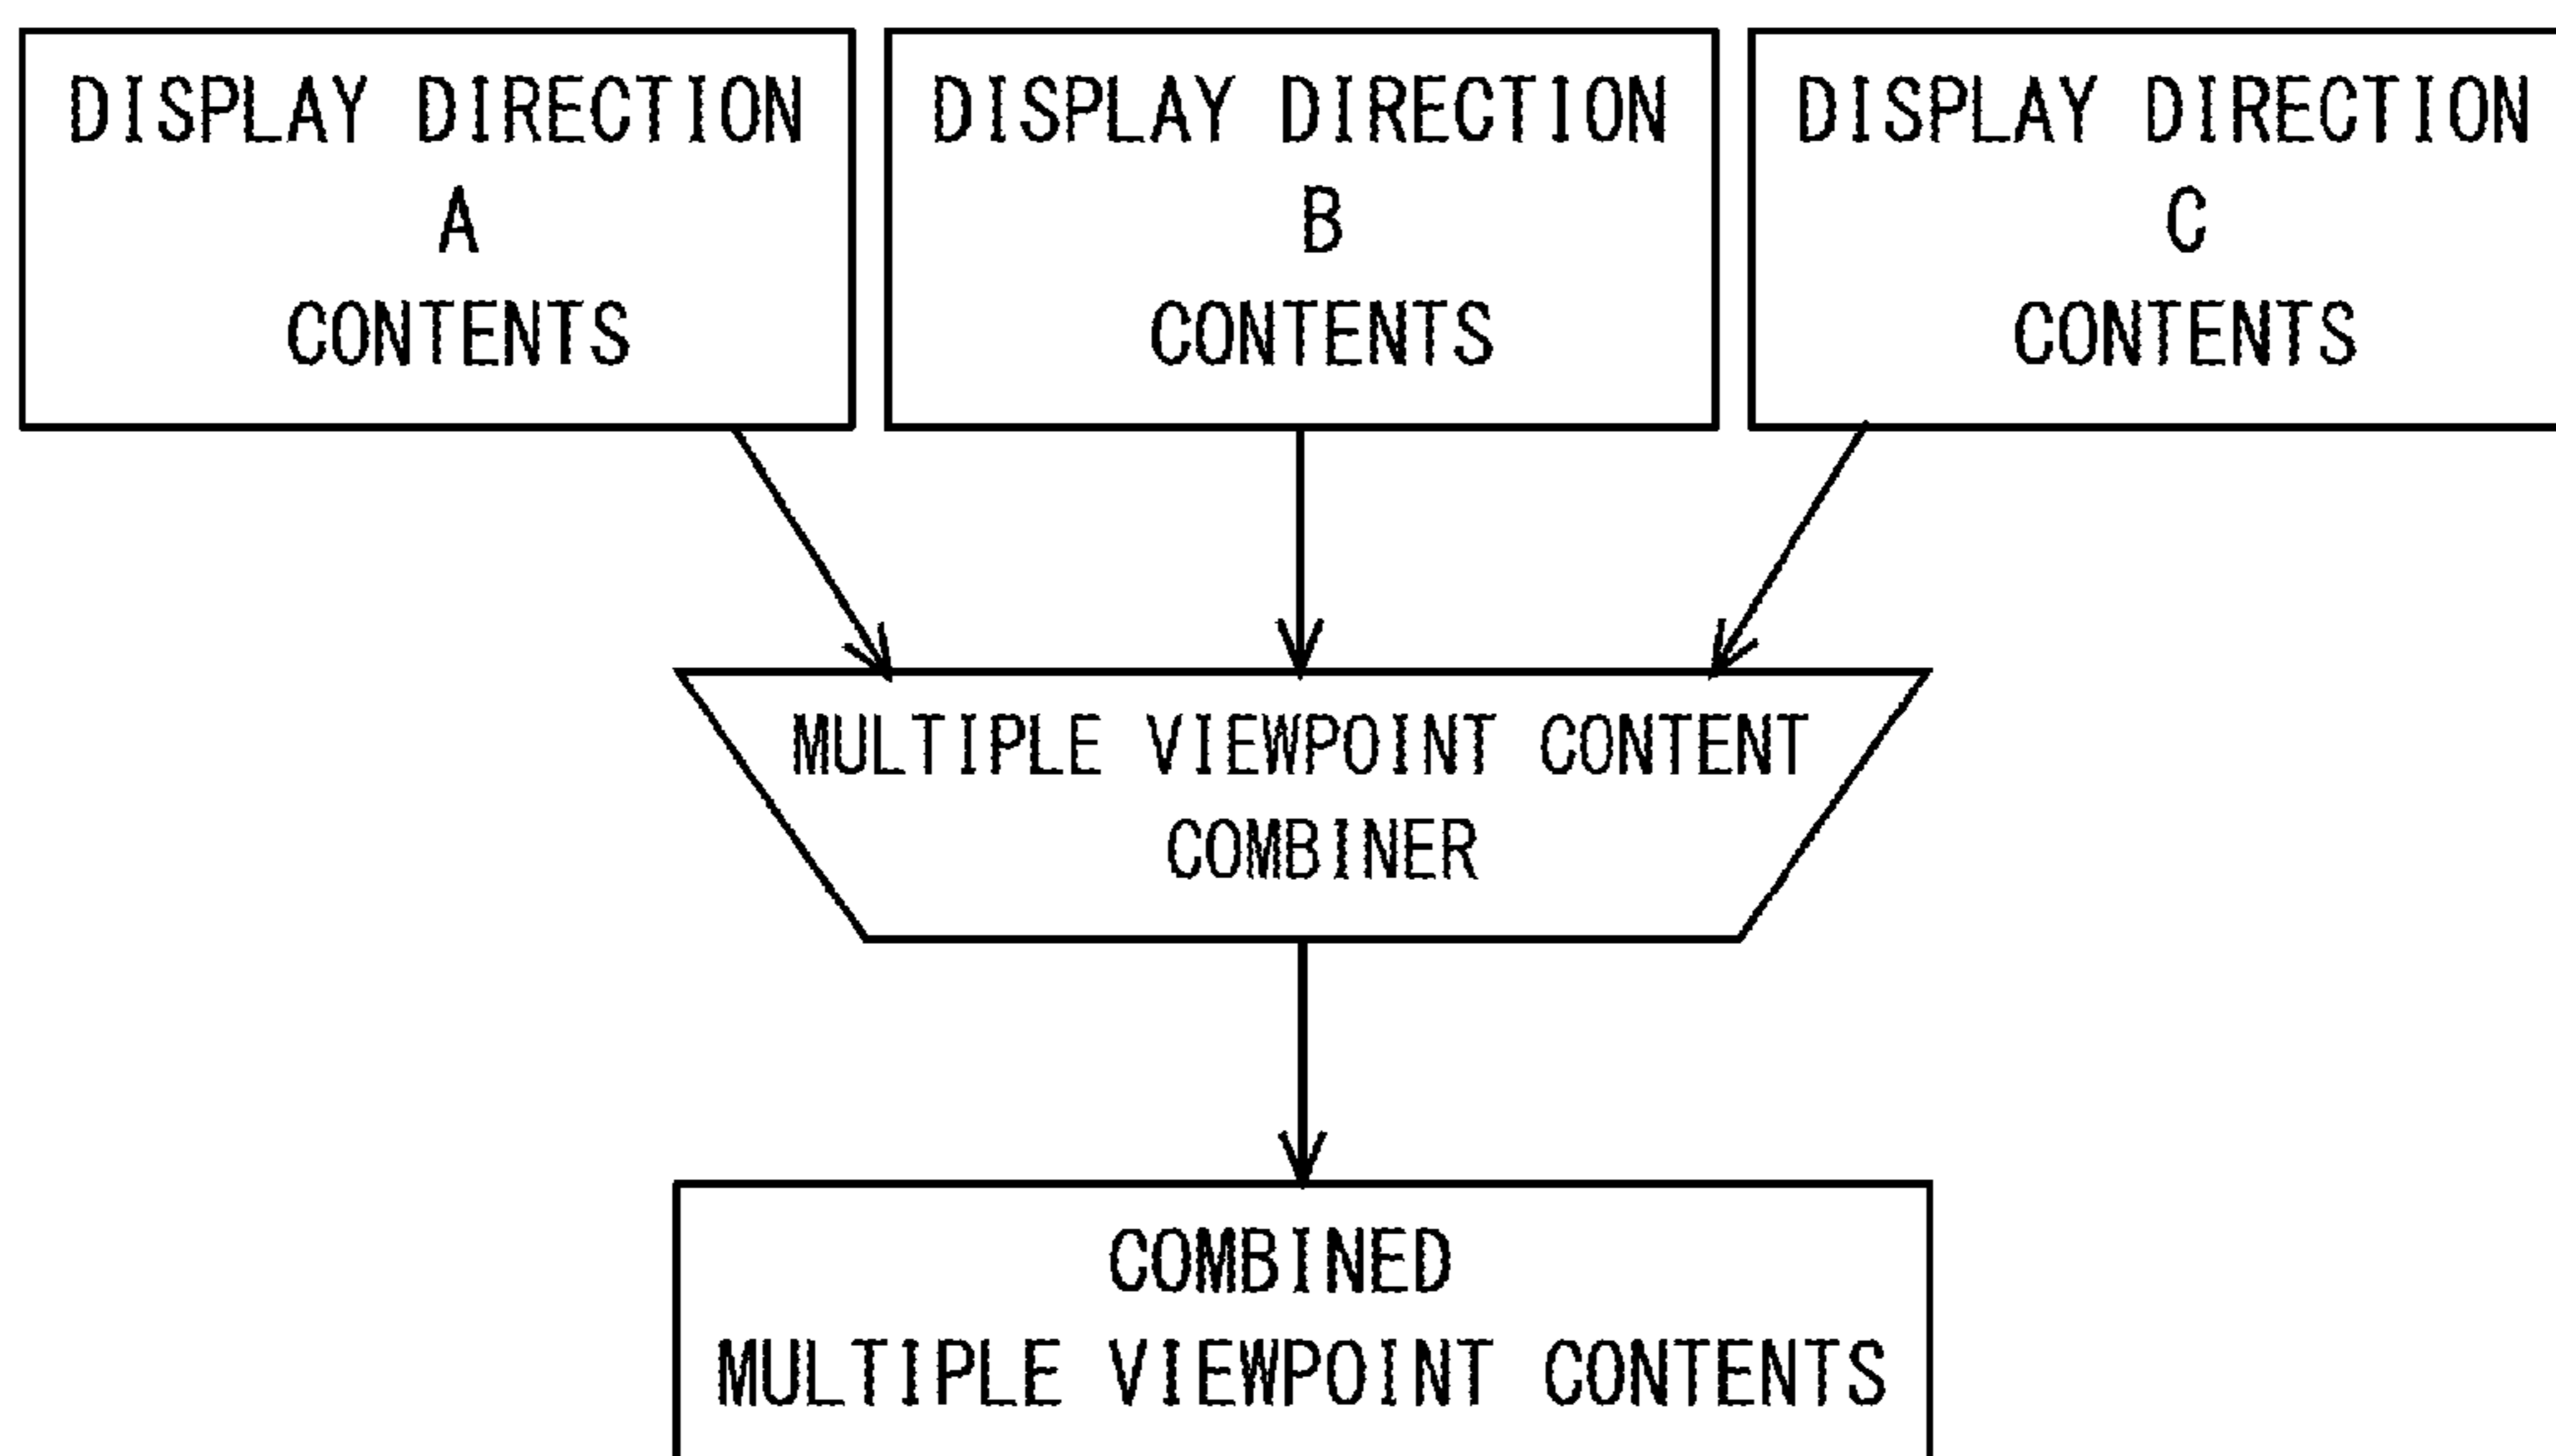 DISPLAY DIRECTION
A
CONTENTS
DISPLAY DIRECTION
B
CONTENTS
DISPLAY DIRECTION
C
CONTENTS
MULTIPLE VIEWPOINT CONTENT
COMBINER
COMBINED
MULTIPLE VIEWPOINT CONTENTS